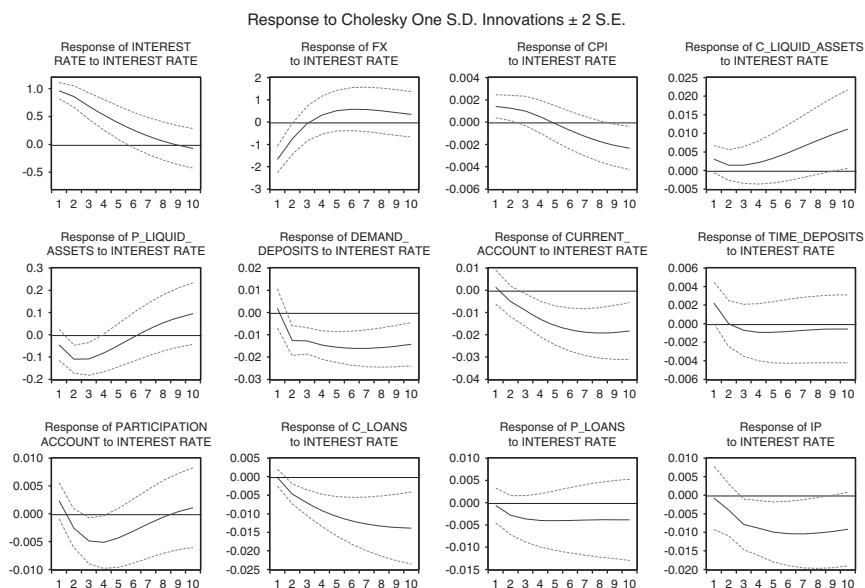 Response to Cholesky One S.D. Innovations ± 2 S.E.
Response of INTEREST
RATE to INTEREST RATE
1.0
0.5
0.0
-0.5
1 2 3 4 5 6 7 8 9 10
Response of FX
to INTEREST RATE
2
1
0
-1
-2
-3
1 2 3 4 5 6 7 8 9 10
Response of CPI
to INTEREST RATE
0.004
0.002
0.000
-0.002
-0.004
-0.006
1 2 3 4 5 6 7 8 9 10
Response of C_LIQUID_ASSETS
to INTEREST RATE
0.025
0.020
0.015
0.010
0.005
0.000
-0.005
1 2 3 4 5 6 7 8 9 10
Response of P_LIQUID_
ASSETS to INTEREST RATE
0.3
0.2
0.1
0.0
-0.1
-0.2
1 2 3 4 5 6 7 8 9 10
Response of DEMAND_
DEPOSITS to INTEREST RATE
0.02
0.01
0.00
-0.01
-0.02
-0.03
1 2 3 4 5 6 7 8 9 10
Response of CURRENT_
ACCOUNT to INTEREST RATE
0.01
0.00
-0.01
-0.02
-0.03
-0.04
1 2 3 4 5 6 7 8 9 10
Response of TIME_DEPOSITS
to INTEREST RATE
0.006
0.004
0.002
0.000
-0.002
-0.004
-0.006
1 2 3 4 5 6 7 8 9 10
Response of PARTICIPATION
ACCOUNT to INTEREST RATE
0.010
0.005
0.000
-0.005
-0.010
1 2 3 4 5 6 7 8 9 10
Response of C_LOANS
to INTEREST RATE
0.005
0.000
-0.005
-0.010
-0.015
-0.020
-0.025
1 2 3 4 5 6 7 8 9 10
Response of P_LOANS
to INTEREST RATE
0.010
0.005
0.000
-0.005
-0.010
-0.015
1 2 3 4 5 6 7 8 9 10
Response of IP
to INTEREST RATE
0.010
0.005
0.000
-0.005
-0.010
-0.015
-0.020
1 2 3 4 5 6 7 8 9 10